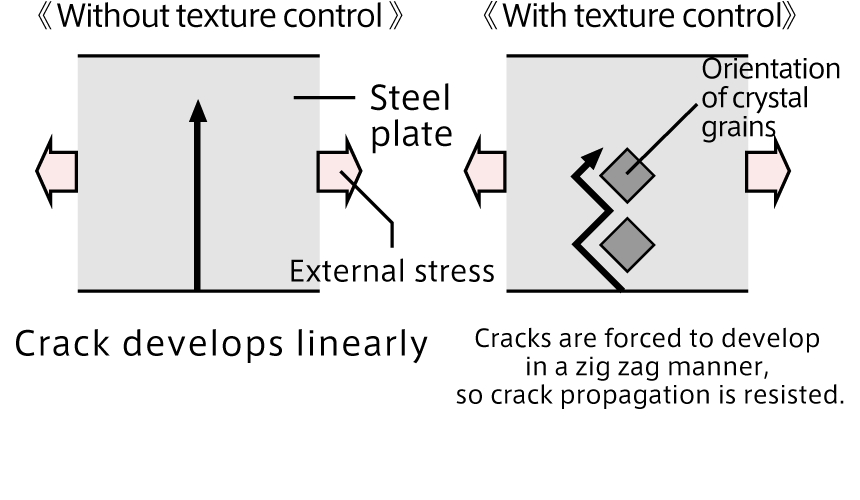 《Without texture control》
Steel
plate
External stress
Crack develops linearly
《With texture control》
Orientation
of crystal
grains
Cracks are forced to develop
in a zig zag manner,
so crack propagation is resisted.